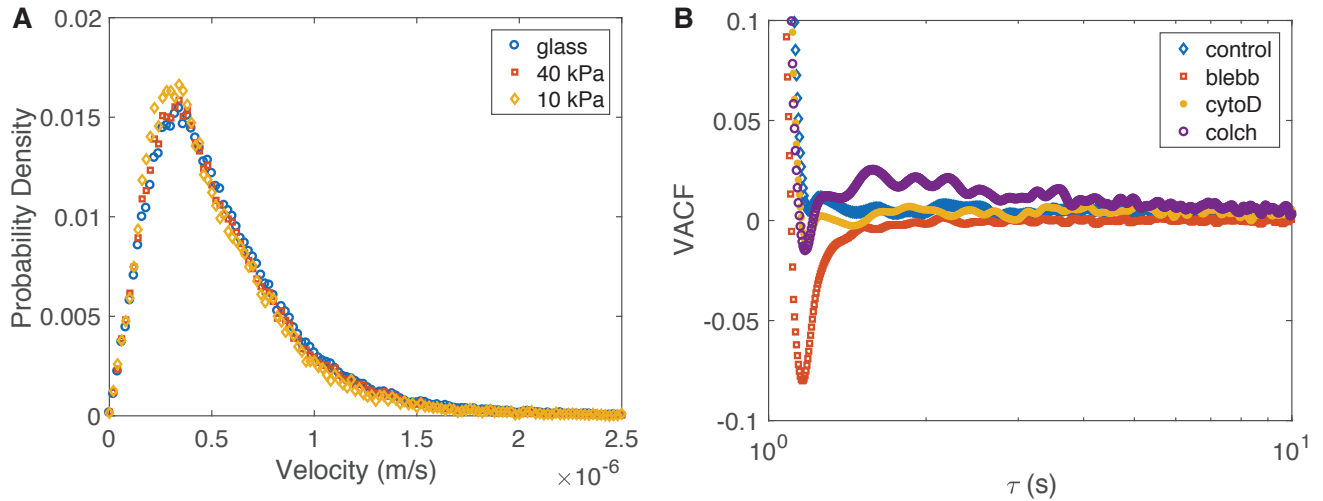 A
0.02
0.015
0.01
0.005
0
Probability Density
0 0.5 1 1.5 2 2.5
Velocity (m/s)
×10-6
glass
40 kPa
10 kPa
B
0.1
0.05
0
-0.05
-0.1
VACF
100 101
τ (s)
control
blebb
cytoD
colch